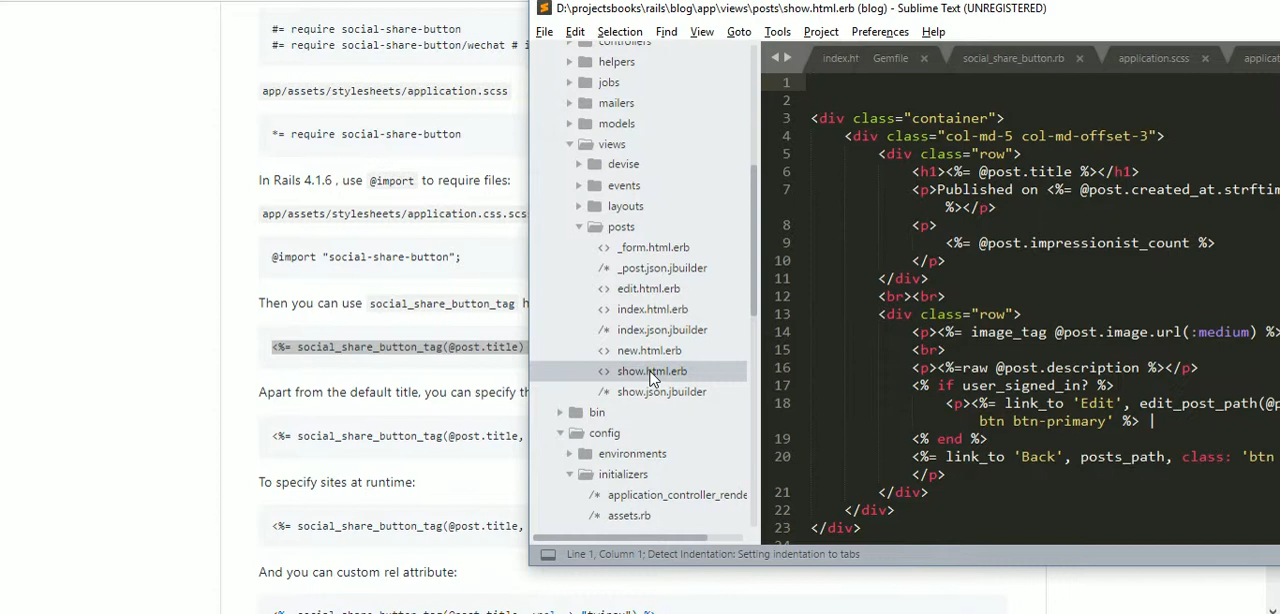 #= require social-share-button
#= require social-share-button/wechat #
app/assets/stylesheets/application.scss
*= require social-share-button
In Rails 4.1.6 , use @import to require files:
app/assets/stylesheets/application.css.scs
@import "social-share-button";
Then you can use social_share_button_tag
<%= social_share_button_tag(@post.title)
Apart from the default title, you can specify
<%= social_share_button_tag(@post.title,
To specify sites at runtime:
<%= social_share_button_tag(@post.title,
And you can custom rel attribute:
D:\projectsbooks\rails\blog\app\views\posts\show.html.erb (blog) - Sublime Text (UNREGISTERED)
File Edit Selection Find View Goto Tools Project Preferences Help
controllers
helpers
jobs
mailers
models
views
devise
events
layouts
posts
<> _form.html.erb
/* _post.json.jbuilder
<> edit.html.erb
<> index.html.erb
/* index.json.jbuilder
<> new.html.erb
<> show.html.erb
/* show.json.jbuilder
bin
config
environments
initializers
/* application_controller_rende
/* assets.rb
index.ht Gemfile × social_share_button.rb × application.scss × applicat
1
2
3 <div class="container">
4 <div class="col-md-5 col-md-offset-3">
5 <div class="row">
6 <h1><%= @post.title %></h1>
7 <p>Published on <%= @post.created_at.strftim
%></p>
8 <p>
9 <%= @post.impressionist_count %>
10 </p>
11 </div>
12 <br><br>
13 <div class="row">
14 <p><%= image_tag @post.image.url(:medium) %
15 <br>
16 <p><%=raw @post.description %></p>
17 <% if user_signed_in? %>
18 <p><%= link_to 'Edit', edit_post_path(@p
btn btn-primary' %> |
19 <% end %>
20 <%= link_to 'Back', posts_path, class: 'btn
</p>
21 </div>
22 </div>
23 </div>
Line 1, Column 1; Detect Indentation: Setting indentation to tabs